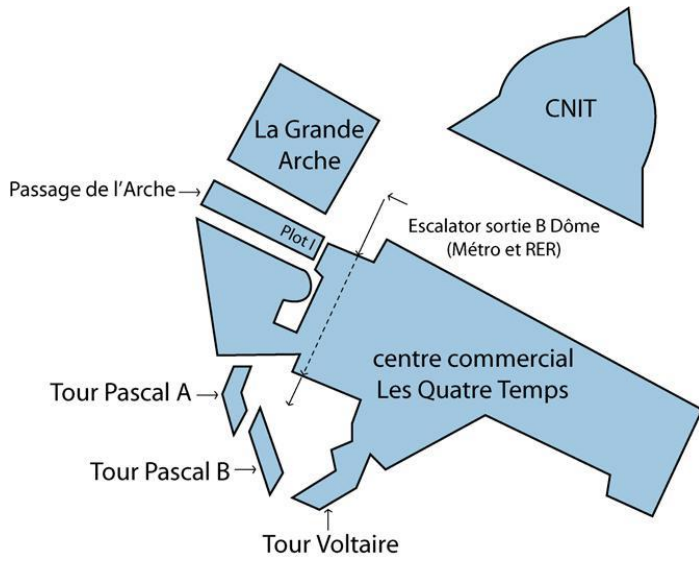 CNIT
La Grande
Arche
Passage de l'Arche
Plot I
Escalator sortie B Dôme
(Métro et RER)
centre commercial
Les Quatre Temps
Tour Pascal A
Tour Pascal B
Tour Voltaire